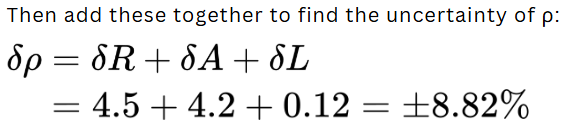 Then add these together to find the uncertainty of ρ:
δρ = δR + δA + δL
= 4.5 + 4.2 + 0.12 = ±8.82%